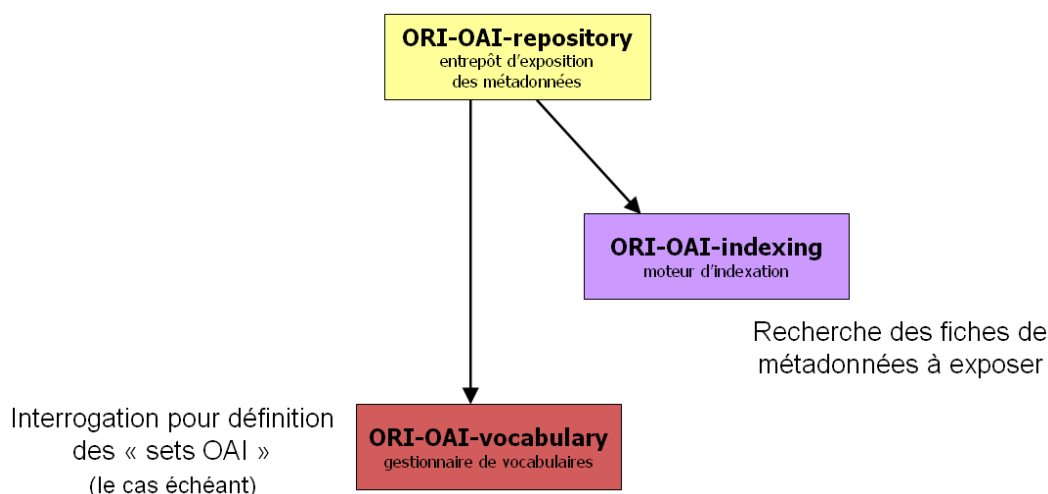 ORI-OAI-repository
entrepôt d'exposition
des métadonnées
ORI-OAI-indexing
moteur d'indexation
Recherche des fiches de
métadonnées à exposer
Interrogation pour définition
des « sets OAI »
(le cas échéant)
ORI-OAI-vocabulary
gestionnaire de vocabulaires